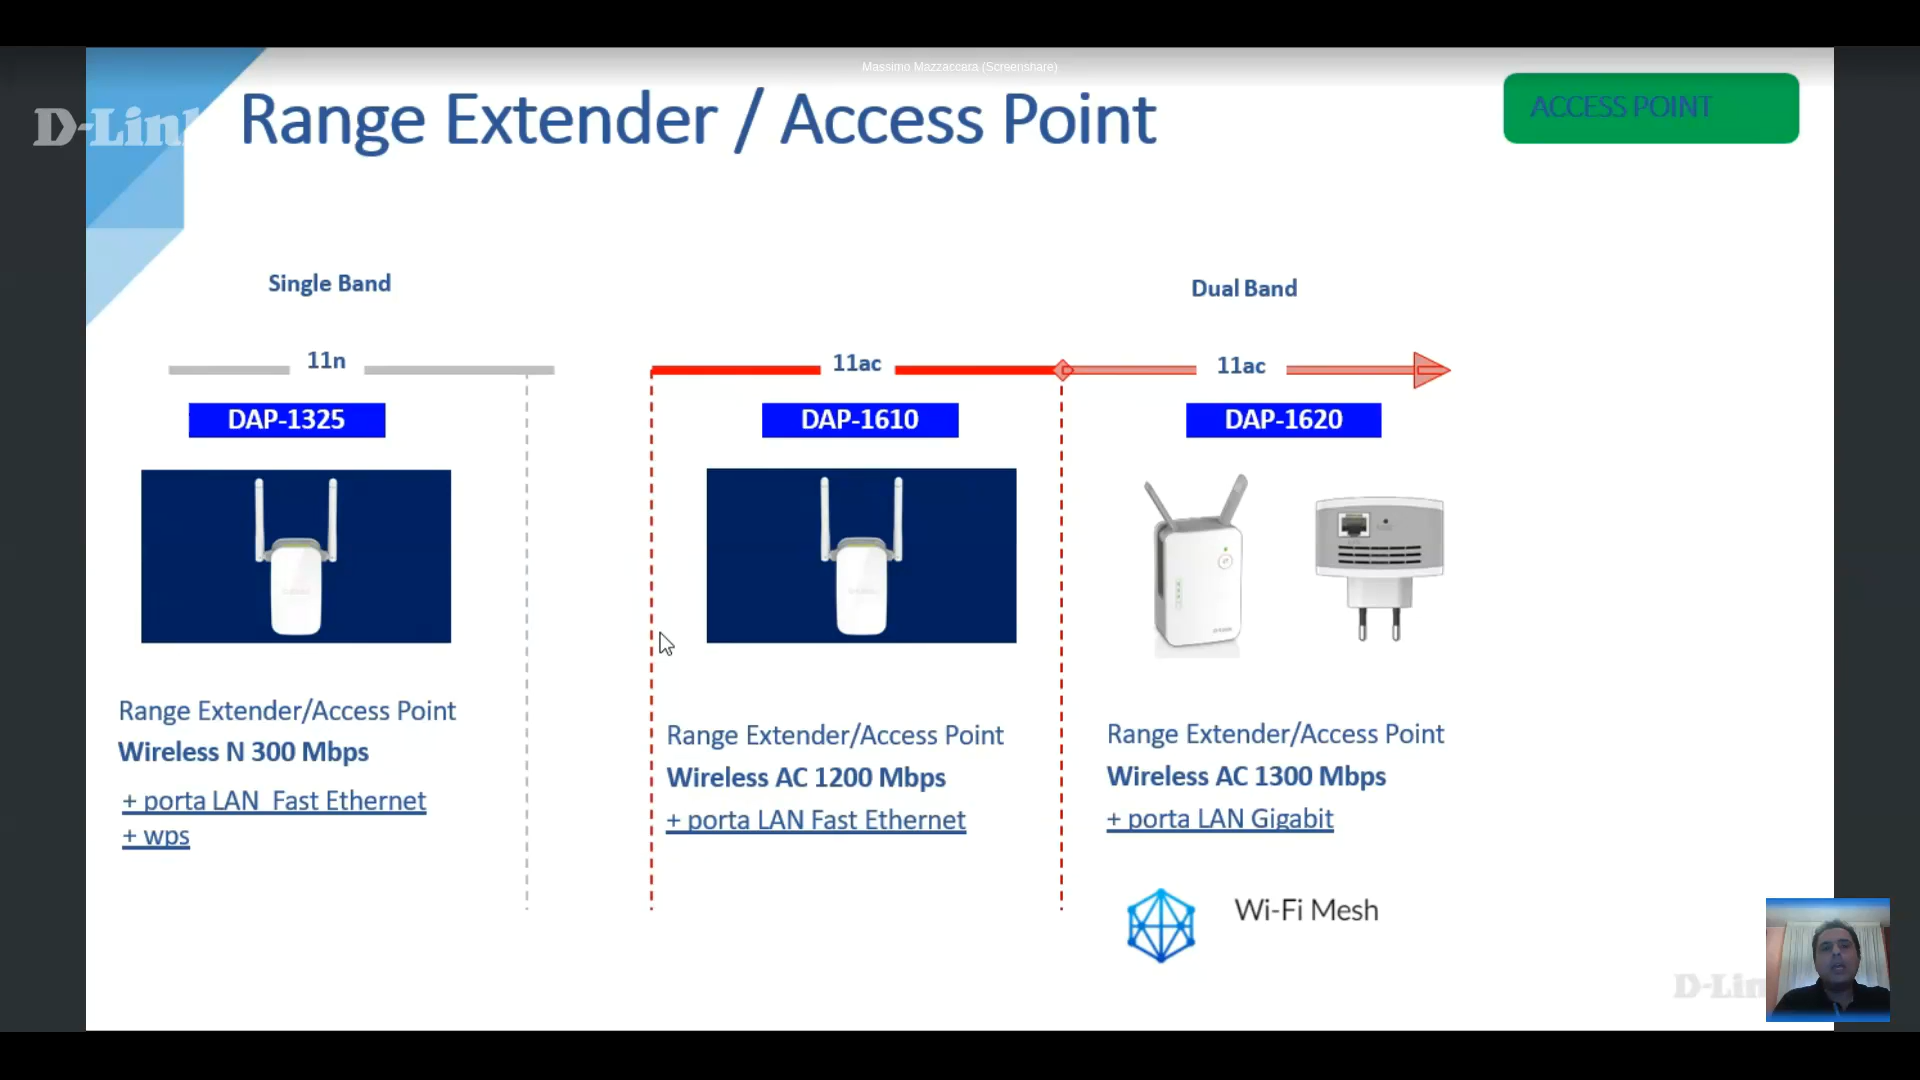 Massimo Mazzaccara (Screenshare)
D-Link
Range Extender / Access Point
ACCESS POINT
Single Band
Dual Band
11n
11ac
11ac
DAP-1325
DAP-1610
DAP-1620
Range Extender/Access Point
Wireless N 300 Mbps
+ porta LAN Fast Ethernet
+ wps
Range Extender/Access Point
Wireless AC 1200 Mbps
+ porta LAN Fast Ethernet
Range Extender/Access Point
Wireless AC 1300 Mbps
+ porta LAN Gigabit
Wi-Fi Mesh
D-Lin